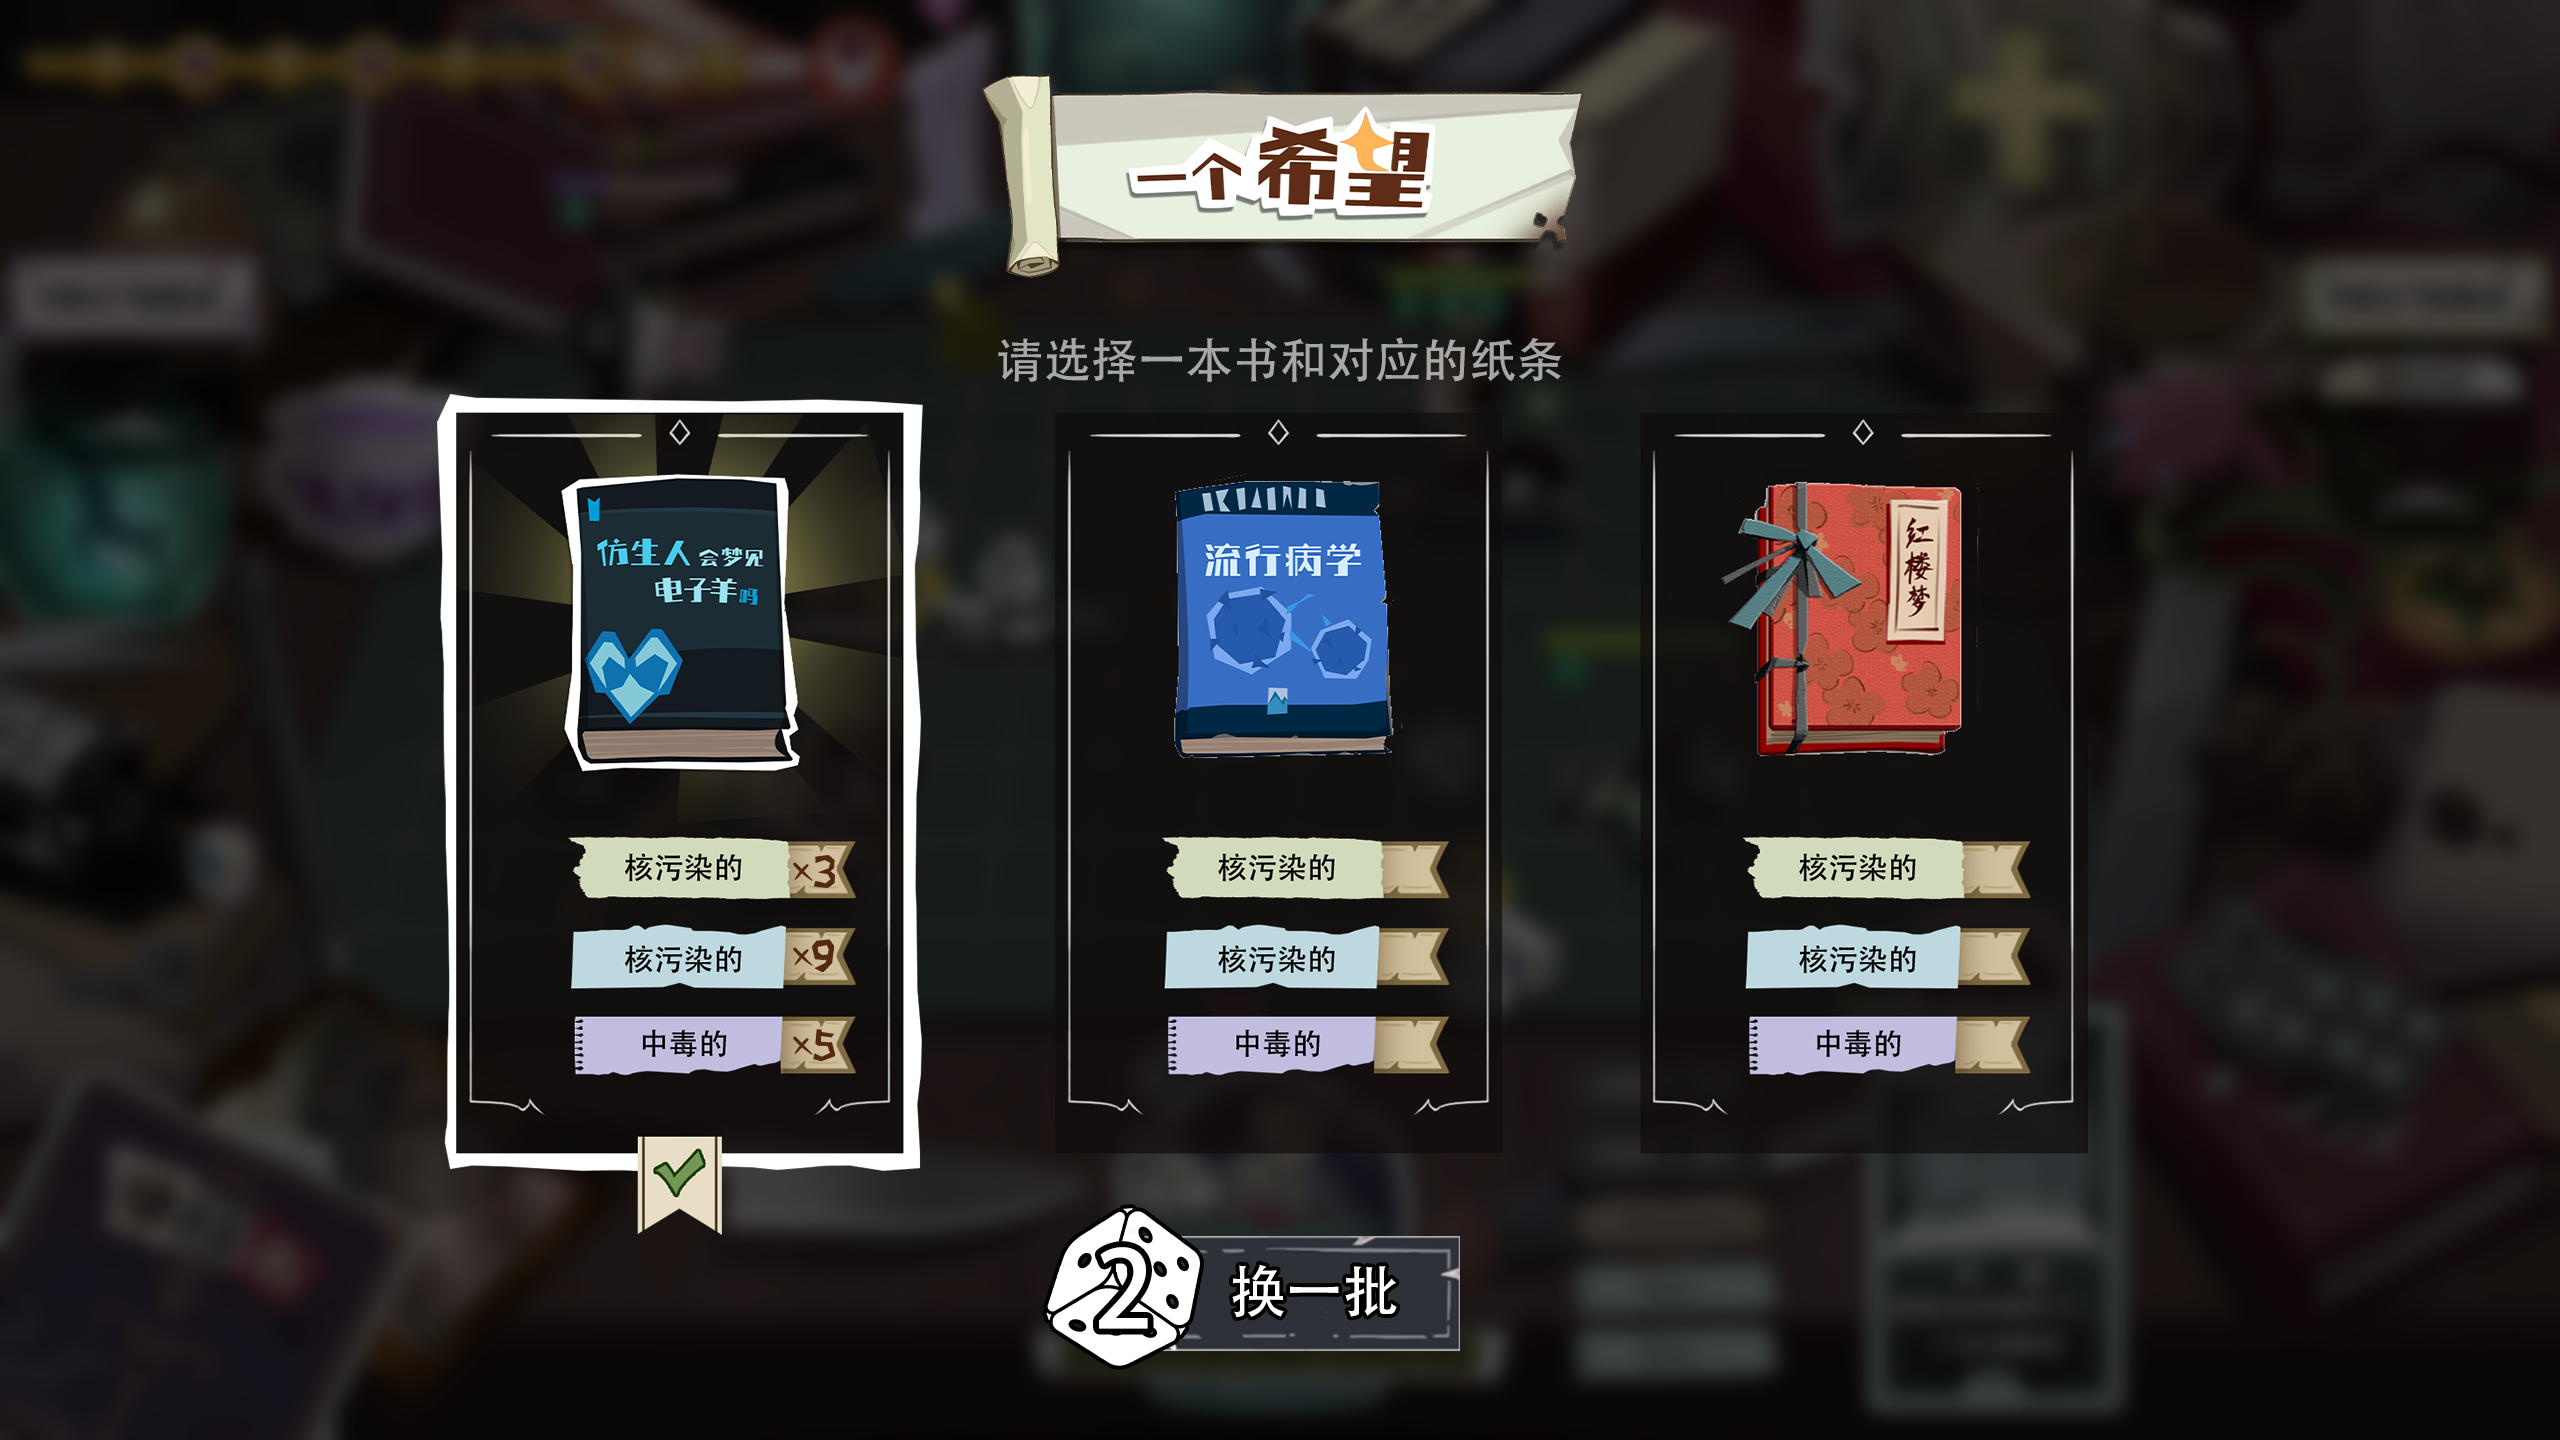 一个希望
请选择一本书和对应的纸条
仿生人会梦见
电子羊吗
核污染的 ×3
核污染的 ×9
中毒的 ×5
流行病学
核污染的
核污染的
中毒的
红楼梦
核污染的
核污染的
中毒的
2 换一批